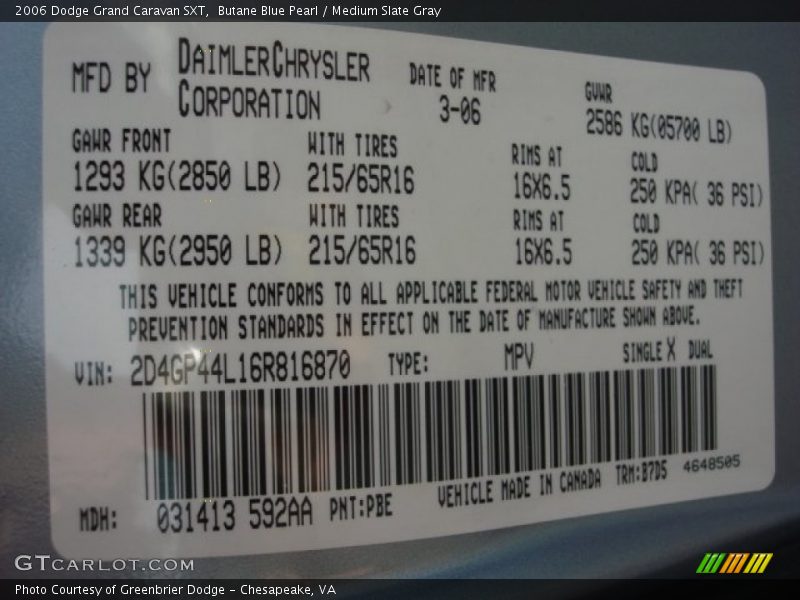 2006 Dodge Grand Caravan SXT,  Butane Blue Pearl / Medium Slate Gray
MFD BY DAIMLERCHRYSLER CORPORATION DATE OF MFR 3-06 GVWR 2586 KG(05700 LB)
GAWR FRONT WITH TIRES RIMS AT COLD
1293 KG(2850 LB) 215/65R16 16X6.5 250 KPA( 36 PSI)
GAWR REAR WITH TIRES RIMS AT COLD
1339 KG(2950 LB) 215/65R16 16X6.5 250 KPA( 36 PSI)
THIS VEHICLE CONFORMS TO ALL APPLICABLE FEDERAL MOTOR VEHICLE SAFETY AND THEFT
PREVENTION STANDARDS IN EFFECT ON THE DATE OF MANUFACTURE SHOWN ABOVE.
VIN: 2D4GP44L16R816870 TYPE: MPV SINGLE X DUAL
MDH: 031413 592AA PNT:PBE VEHICLE MADE IN CANADA TRM:B7D5 4648505
GTCARLOT.COM
Photo Courtesy of Greenbrier Dodge - Chesapeake, VA